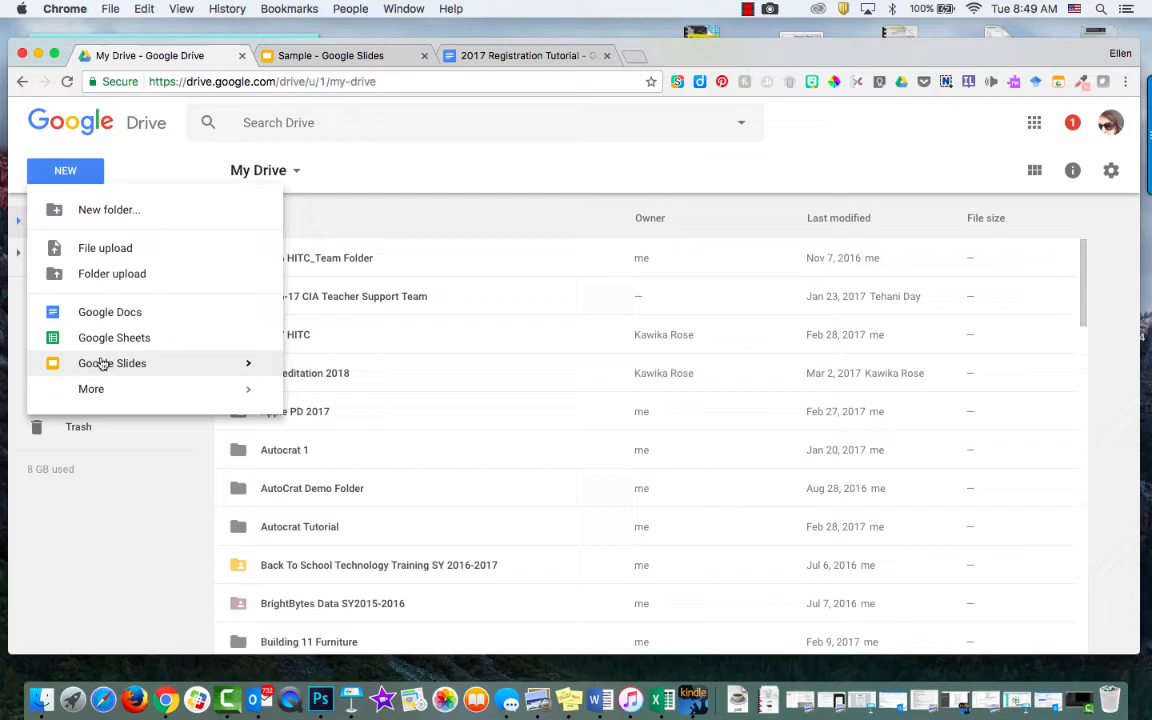 Chrome File Edit View History Bookmarks People Window Help 100% Tue 8:49 AM
My Drive - Google Drive Sample - Google Slides 2017 Registration Tutorial - G Ellen
Secure https://drive.google.com/drive/u/1/my-drive
Google Drive Search Drive 1
NEW My Drive
New folder...
Owner Last modified File size
File upload
HITC_Team Folder me Nov 7, 2016 me —
Folder upload
-17 CIA Teacher Support Team — Jan 23, 2017 Tehani Day —
Google Docs
HITC Kawika Rose Feb 28, 2017 me —
Google Sheets
Google Slides
editation 2018 Kawika Rose Mar 2, 2017 Kawika Rose —
More
PD 2017 me Feb 27, 2017 me —
Trash
Autocrat 1 me Jan 20, 2017 me —
8 GB used
AutoCrat Demo Folder me Aug 28, 2016 me —
Autocrat Tutorial me Feb 28, 2017 me —
Back To School Technology Training SY 2016-2017 me Jul 6, 2016 me —
BrightBytes Data SY2015-2016 me Jul 7, 2016 me —
Building 11 Furniture me Feb 9, 2017 me —
732
Ps
kindle